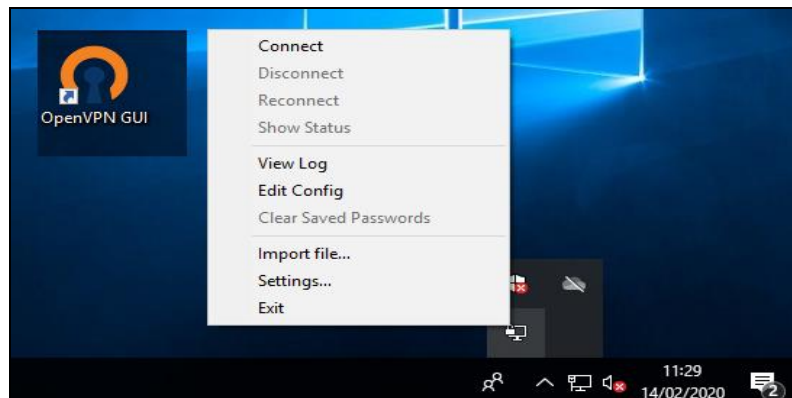 OpenVPN GUI
Connect
Disconnect
Reconnect
Show Status
View Log
Edit Config
Clear Saved Passwords
Import file...
Settings...
Exit
11:29
14/02/2020
2